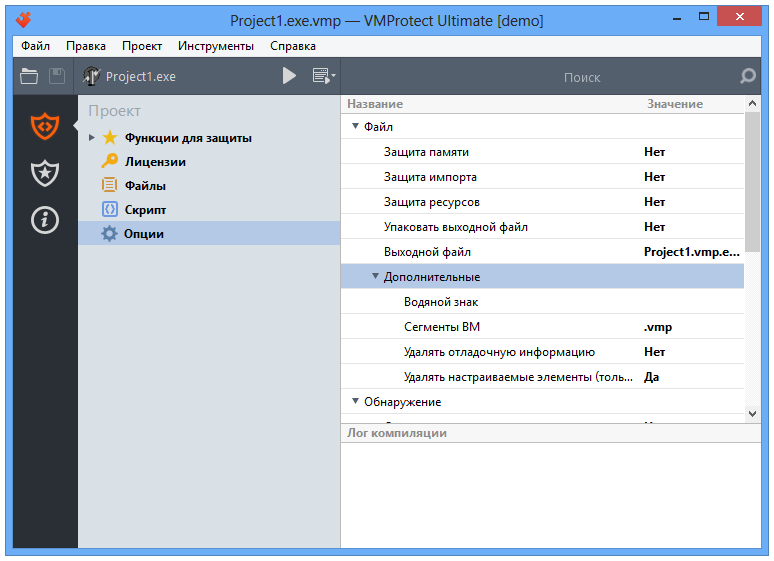 Project1.exe.vmp — VMProtect Ultimate [demo]
Файл Правка Проект Инструменты Справка
Project1.exe Поиск
Проект
Функции для защиты
Лицензии
Файлы
Скрипт
Опции
Название Значение
Файл
Защита памяти Нет
Защита импорта Нет
Защита ресурсов Нет
Упаковать выходной файл Нет
Выходной файл Project1.vmp.e...
Дополнительные
Водяной знак
Сегменты ВМ .vmp
Удалять отладочную информацию Нет
Удалять настраиваемые элементы (толь... Да
Обнаружение
Лог компиляции